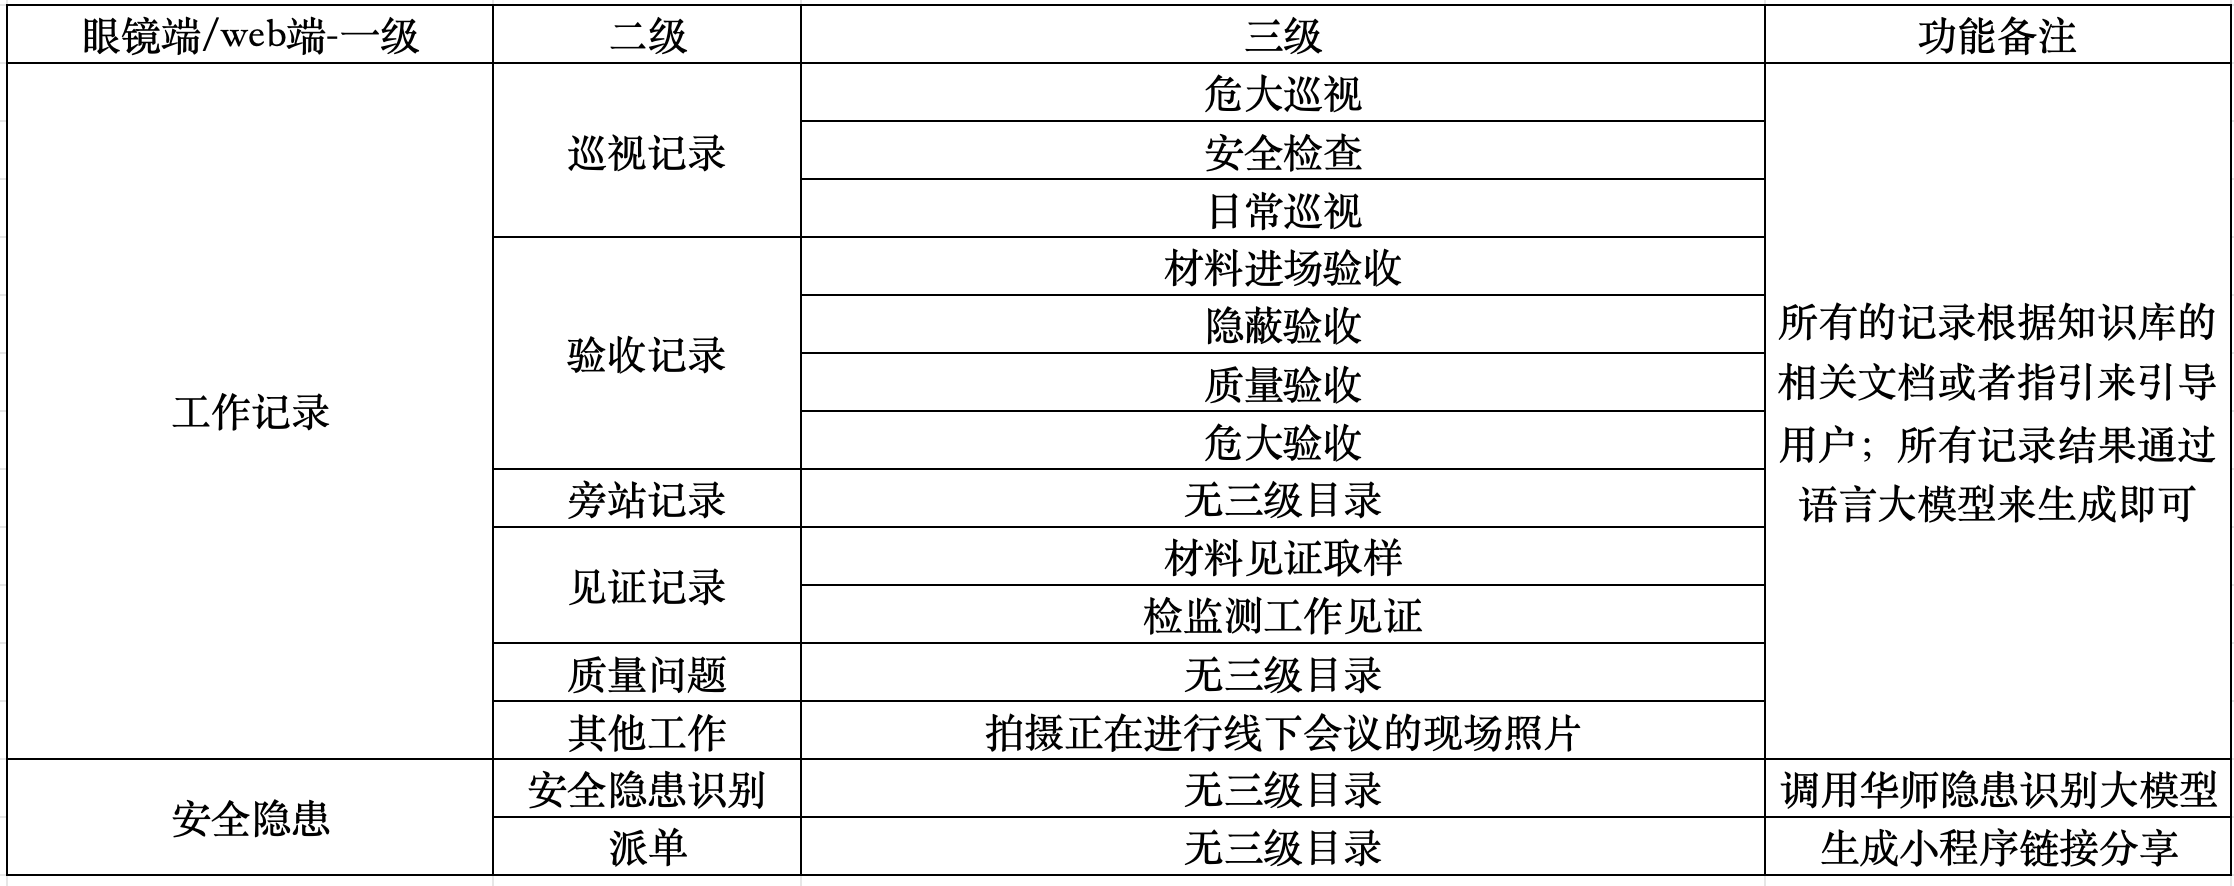 眼镜端/web端-一级 二级 三级 功能备注
工作记录
巡视记录
危大巡视
安全检查
日常巡视
验收记录
材料进场验收
隐蔽验收
质量验收
危大验收
旁站记录 无三级目录
见证记录
材料见证取样
检监测工作见证
质量问题 无三级目录
其他工作 拍摄正在进行线下会议的现场照片
所有的记录根据知识库的
相关文档或者指引来引导
用户；所有记录结果通过
语言大模型来生成即可
安全隐患
安全隐患识别 无三级目录 调用华师隐患识别大模型
派单 无三级目录 生成小程序链接分享